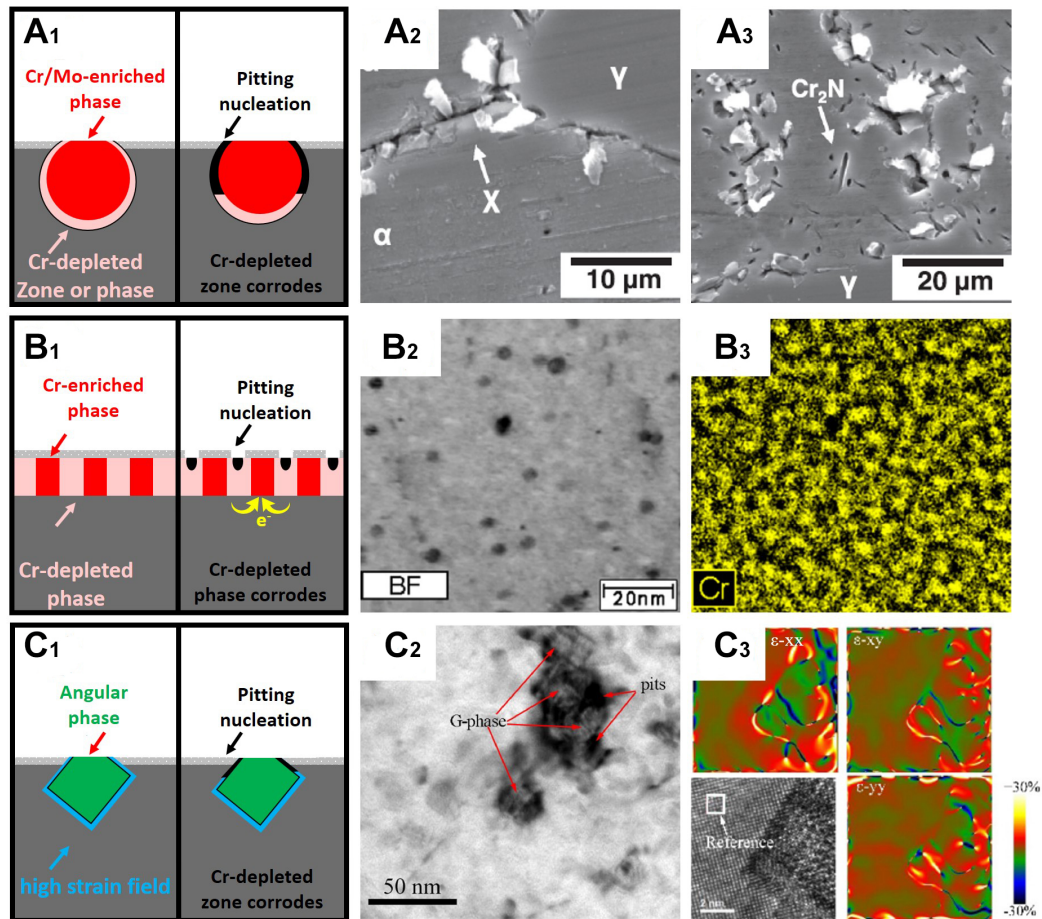 A1
Cr/Mo-enriched
phase
Cr-depleted
Zone or phase
Pitting
nucleation
Cr-depleted
zone corrodes
A2
γ
X
α
10 µm
A3
Cr2N
γ
20 µm
B1
Cr-enriched
phase
Cr-depleted
phase
Pitting
nucleation
e-
Cr-depleted
phase corrodes
B2
BF
20nm
B3
Cr
C1
Angular
phase
high strain field
Pitting
nucleation
Cr-depleted
zone corrodes
C2
G-phase
pits
50 nm
C3
ε-xx
ε-xy
Reference
2 nm
ε-yy
30%
-30%